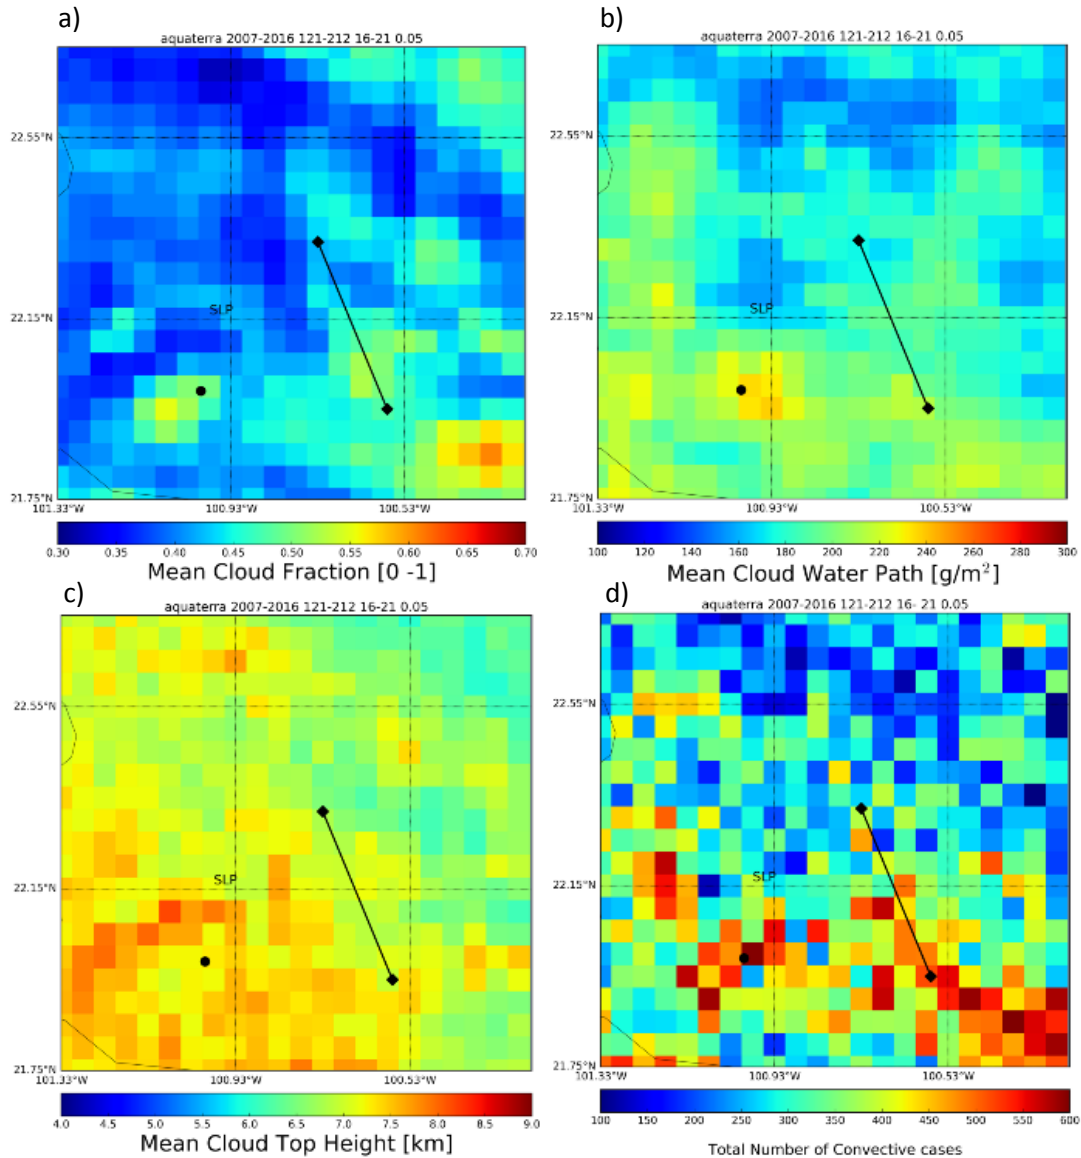 a)
aquaterra 2007-2016 121-212 16-21 0.05
22.55°N
22.15°N
21.75°N
SLP
101.33°W 100.93°W 100.53°W
0.30 0.35 0.40 0.45 0.50 0.55 0.60 0.65 0.70
Mean Cloud Fraction [0 -1]
b)
aquaterra 2007-2016 121-212 16-21 0.05
22.55°N
22.15°N
21.75°N
SLP
101.33°W 100.93°W 100.53°W
100 120 140 160 180 200 220 240 260 280 300
Mean Cloud Water Path [g/m²]
c)
aquaterra 2007-2016 121-212 16-21 0.05
22.55°N
22.15°N
21.75°N
SLP
101.33°W 100.93°W 100.53°W
4.0 4.5 5.0 5.5 6.0 6.5 7.0 7.5 8.0 8.5 9.0
Mean Cloud Top Height [km]
d)
aquaterra 2007-2016 121-212 16- 21 0.05
22.55°N
22.15°N
21.75°N
SLP
101.33°W 100.93°W 100.53°W
100 150 200 250 300 350 400 450 500 550 600
Total Number of Convective cases